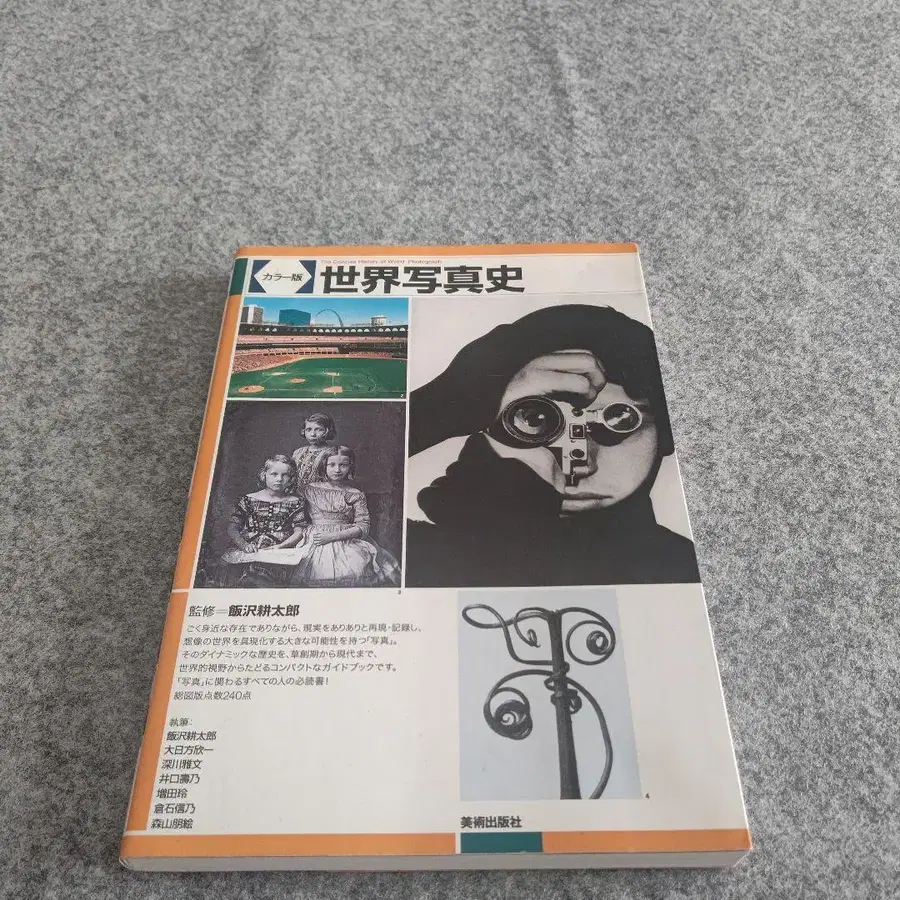 The Concise History of World Photograph
カラー版
世界写真史
2
3
監修=飯沢耕太郎
ごく身近な存在でありながら、現実をありありと再現・記録し、
想像の世界を具現化する大きな可能性を持つ「写真」。
そのダイナミックな歴史を、草創期から現代まで、
世界的視野からたどるコンパクトなガイドブックです。
「写真」に関わるすべての人の必読書!
総図版点数240点
執筆:
飯沢耕太郎
大日方欣一
深川雅文
井口壽乃
増田玲
倉石信乃
森山朋絵
4
美術出版社